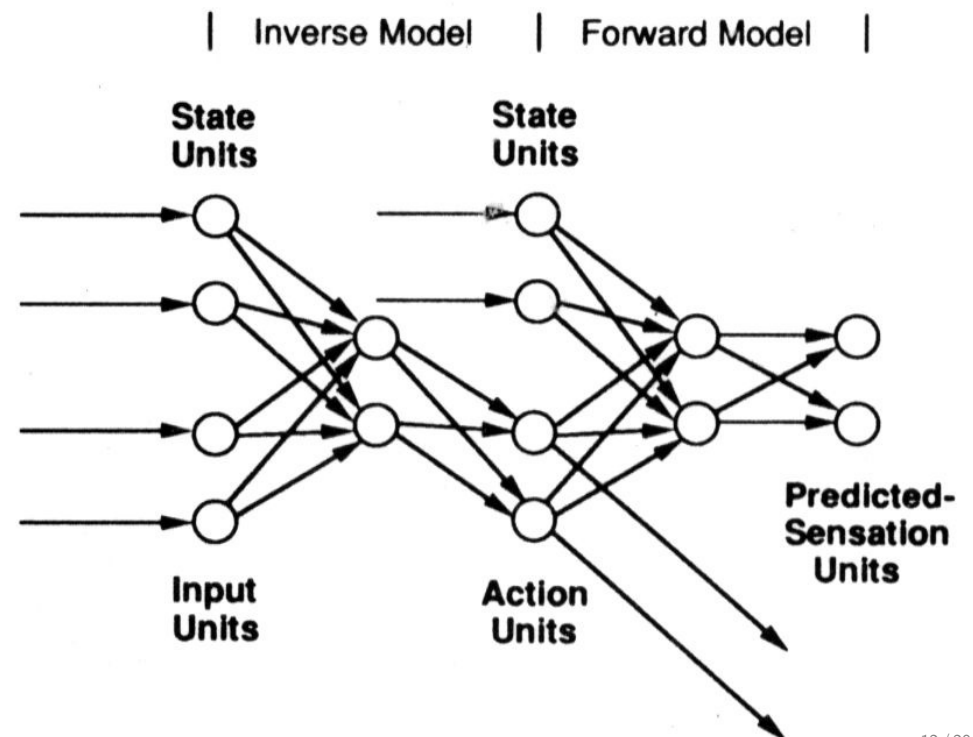 | Inverse Model | Forward Model |
State
Units
State
Units
Input
Units
Action
Units
Predicted-
Sensation
Units